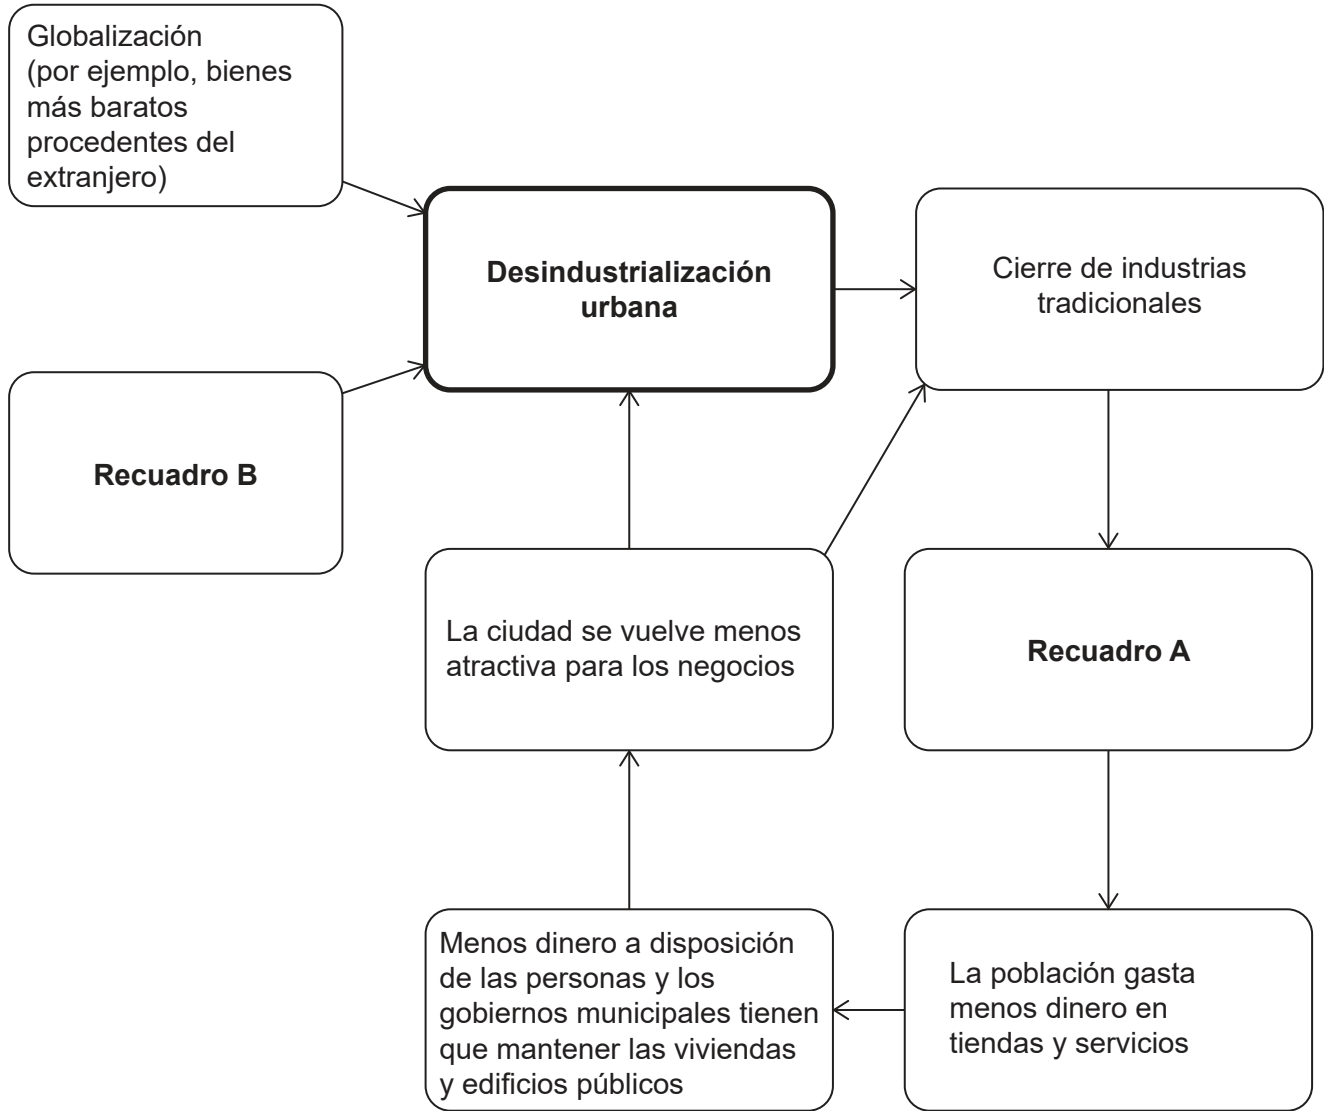 Globalización
(por ejemplo, bienes
más baratos
procedentes del
extranjero)
Desindustrialización
urbana
Cierre de industrias
tradicionales
Recuadro B
La ciudad se vuelve menos
atractiva para los negocios
Recuadro A
Menos dinero a disposición
de las personas y los
gobiernos municipales tienen
que mantener las viviendas
y edificios públicos
La población gasta
menos dinero en
tiendas y servicios